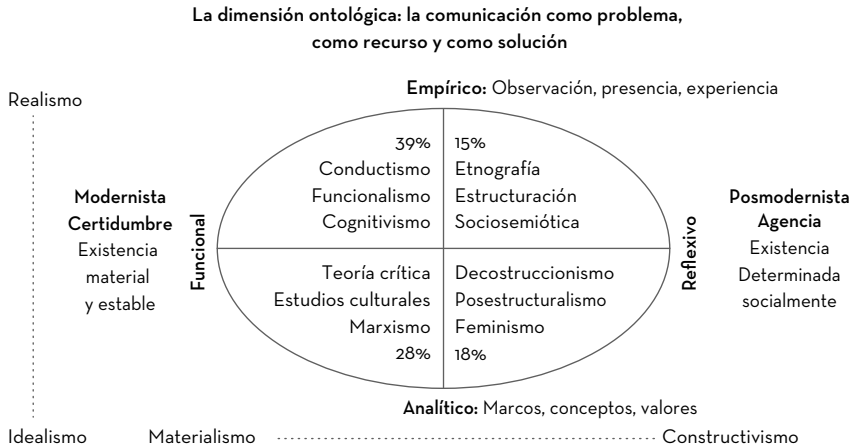 La dimensión ontológica: la comunicación como problema,
como recurso y como solución
Empírico: Observación, presencia, experiencia
Realismo
39%
Conductismo
Funcionalismo
Cognitivismo
15%
Etnografía
Estructuración
Sociosemiótica
Modernista
Certidumbre
Existencia
material
y estable
Funcional
Reflexivo
Posmodernista
Agencia
Existencia
Determinada
socialmente
Teoría crítica
Estudios culturales
Marxismo
28%
Decostruccionismo
Posestructuralismo
Feminismo
18%
Analítico: Marcos, conceptos, valores
Idealismo
Materialismo
Constructivismo